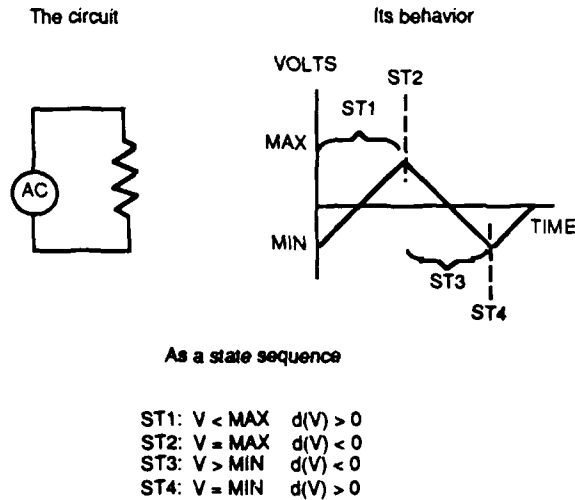 The circuit
Its behavior
VOLTS
ST2
ST1
MAX
AC
TIME
MIN
ST3
ST4
As a state sequence
ST1: V < MAX d(V) > 0
ST2: V = MAX d(V) < 0
ST3: V > MIN d(V) < 0
ST4: V = MIN d(V) > 0